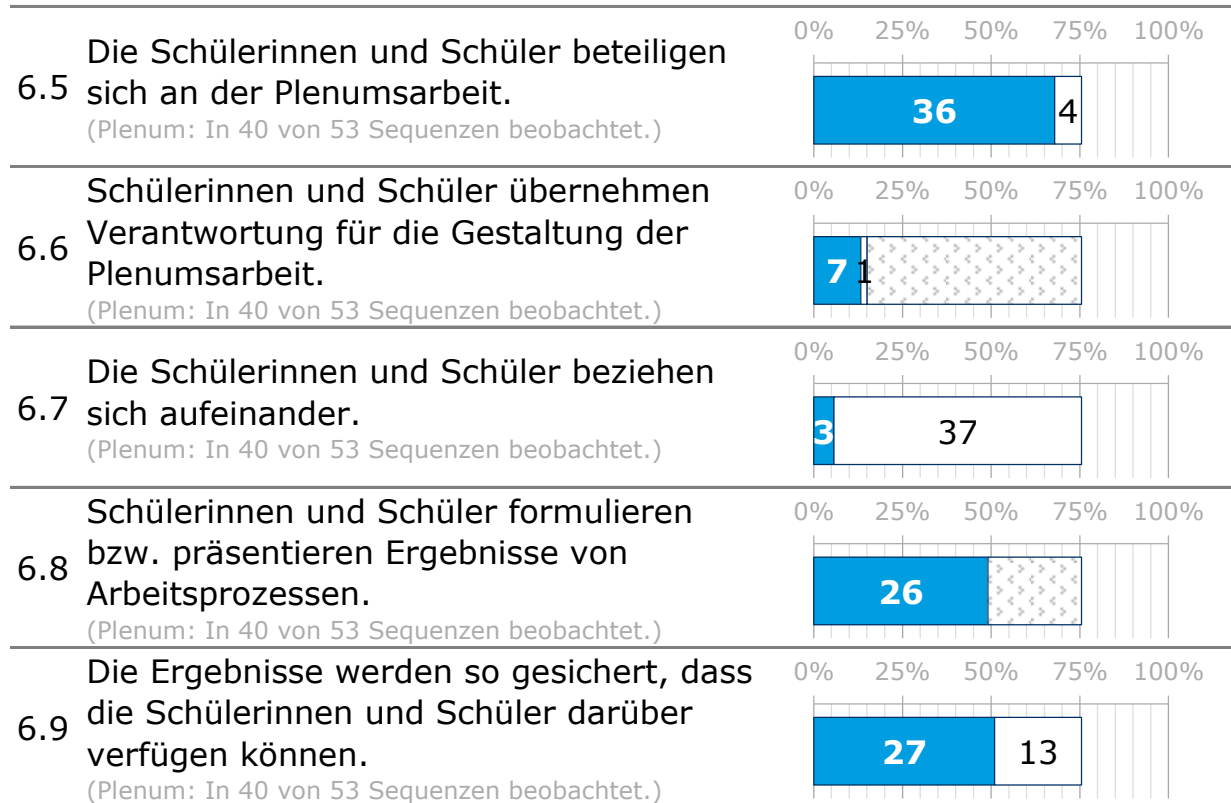 0% 25% 50% 75% 100%
Die Schülerinnen und Schüler beteiligen
6.5 sich an der Plenumsarbeit.
36 4
(Plenum: In 40 von 53 Sequenzen beobachtet.)
Schülerinnen und Schüler übernehmen
0% 25% 50% 75% 100%
6.6 Verantwortung für die Gestaltung der
Plenumsarbeit.
7 1
(Plenum: In 40 von 53 Sequenzen beobachtet.)
0% 25% 50% 75% 100%
Die Schülerinnen und Schüler beziehen
6.7 sich aufeinander.
3 37
(Plenum: In 40 von 53 Sequenzen beobachtet.)
Schülerinnen und Schüler formulieren
0% 25% 50% 75% 100%
6.8 bzw. präsentieren Ergebnisse von
Arbeitsprozessen.
26
(Plenum: In 40 von 53 Sequenzen beobachtet.)
Die Ergebnisse werden so gesichert, dass
0% 25% 50% 75% 100%
6.9 die Schülerinnen und Schüler darüber
verfügen können.
27 13
(Plenum: In 40 von 53 Sequenzen beobachtet.)